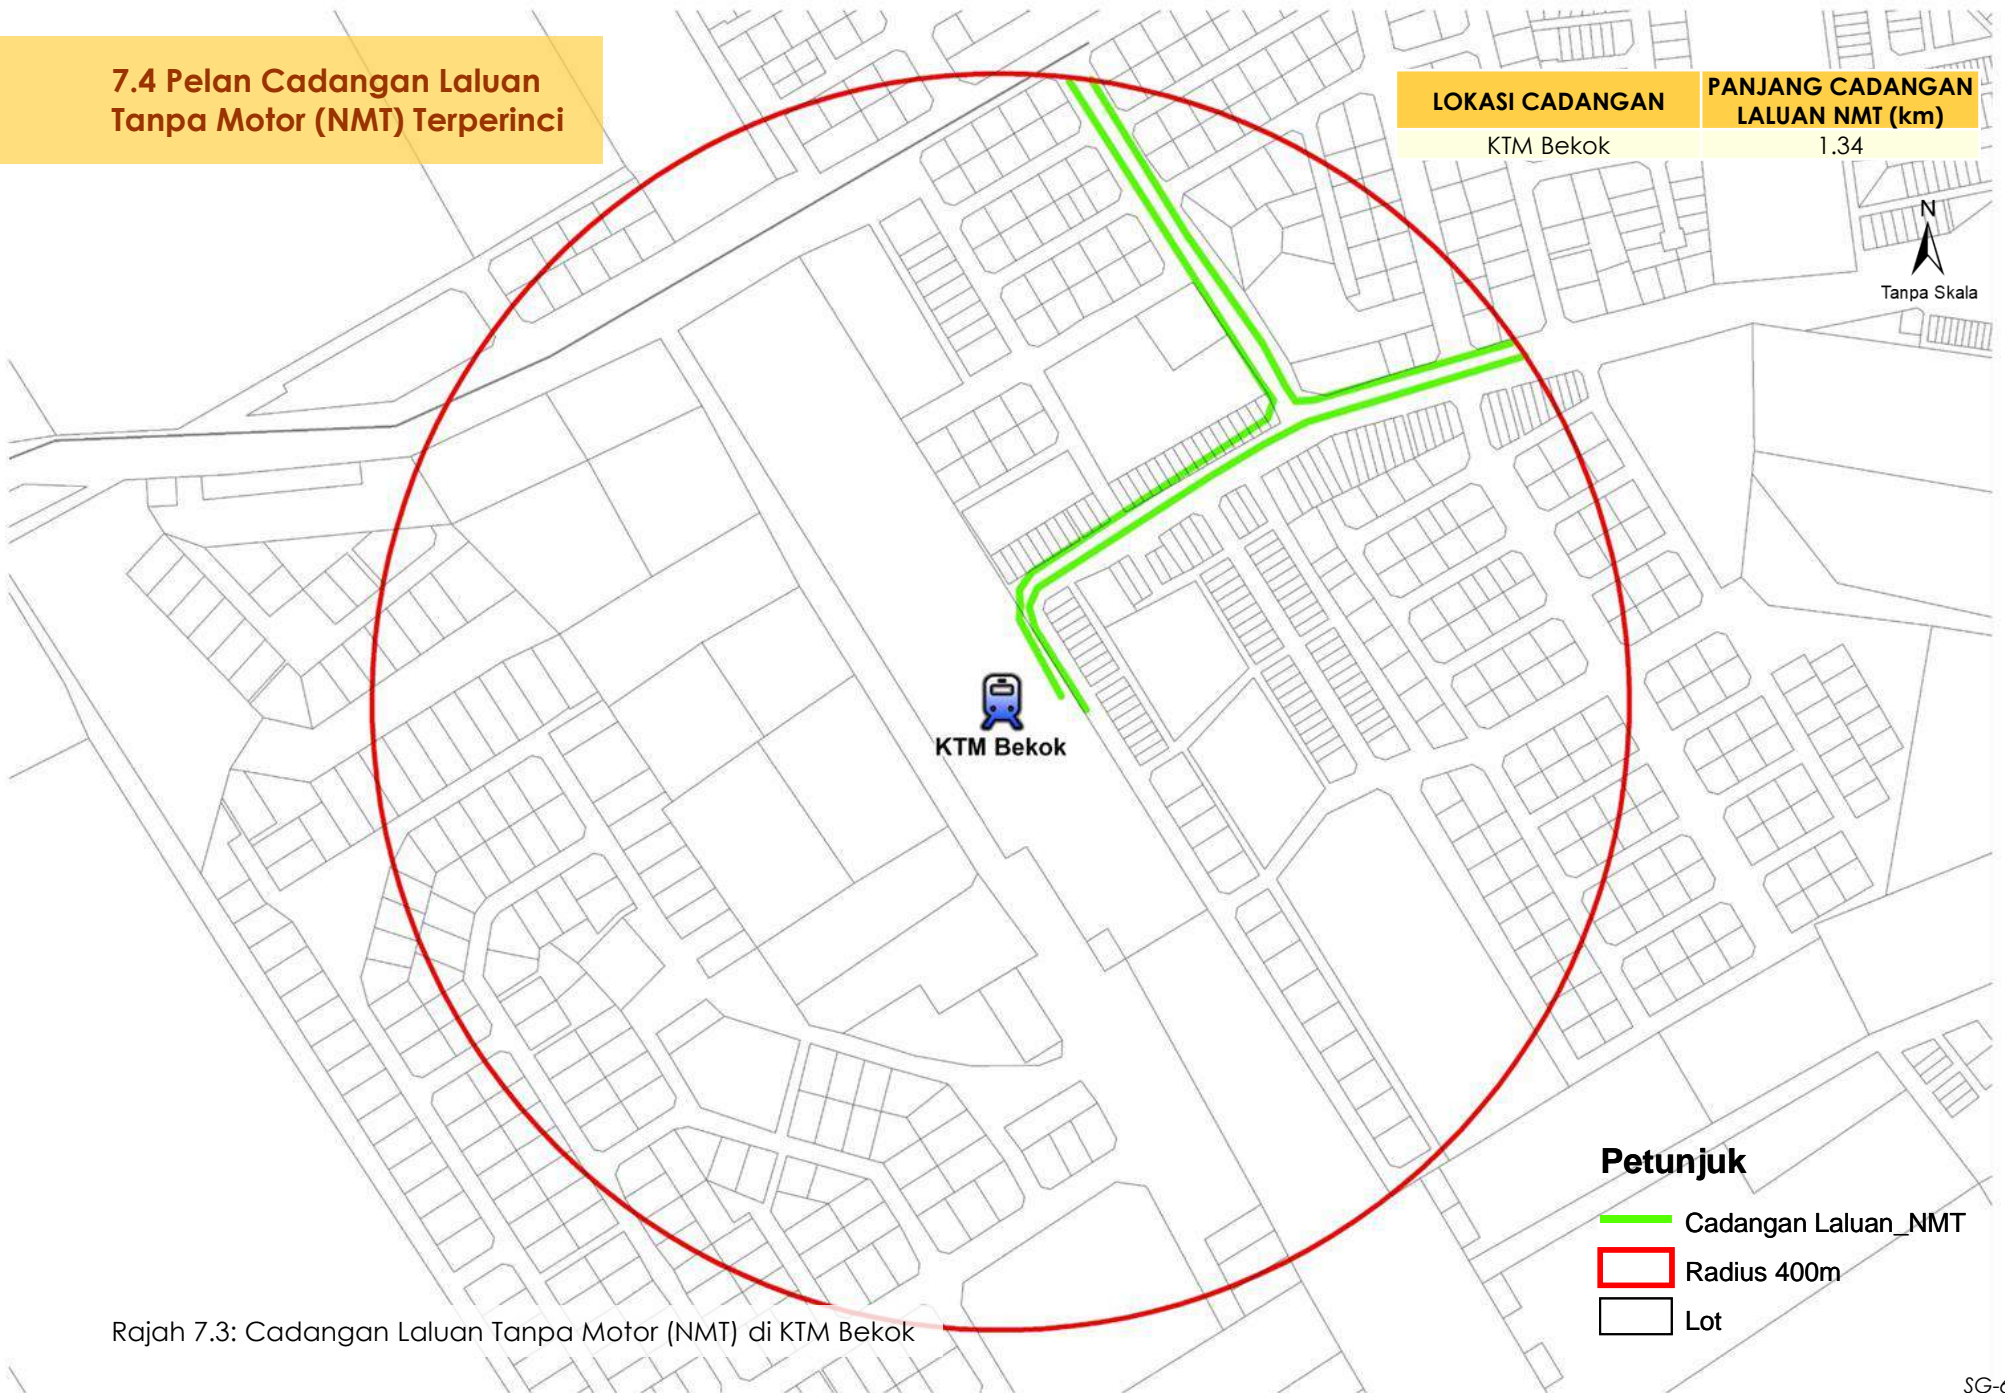 7.4 Pelan Cadangan Laluan
Tanpa Motor (NMT) Terperinci
LOKASI CADANGAN
PANJANG CADANGAN
LALUAN NMT (km)
KTM Bekok
1.34
N
Tanpa Skala
KTM Bekok
Petunjuk
Cadangan Laluan_NMT
Radius 400m
Lot
Rajah 7.3: Cadangan Laluan Tanpa Motor (NMT) di KTM Bekok